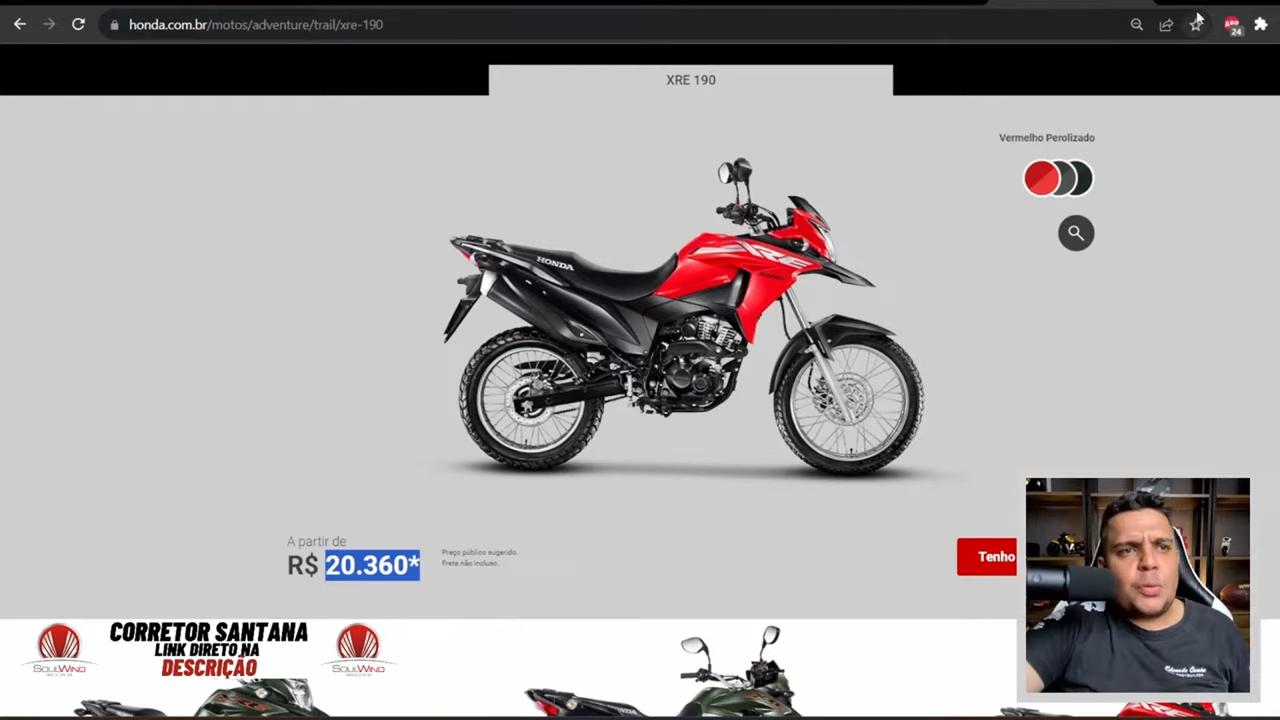 honda.com.br/motos/adventure/trail/xre-190
24
XRE 190
Vermelho Perolizado
HONDA
A partir de
R$ 20.360*
Preço público sugerido.
Frete não incluso.
Tenho
CORRETOR SANTANA
LINK DIRETO NA
DESCRIÇÃO
SOULWIND
SOULWIND